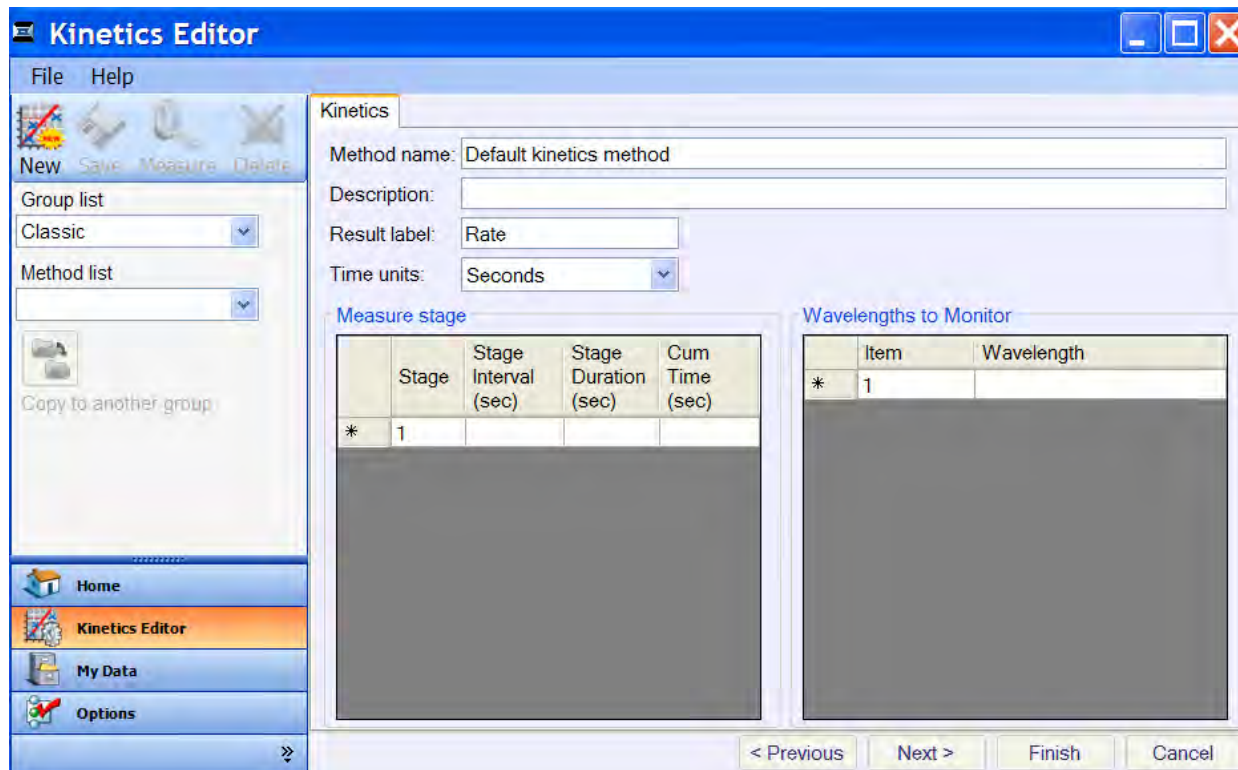 Kinetics Editor
File Help
New Save Measure Delete
Group list
Classic
Method list
Copy to another group
Home
Kinetics Editor
My Data
Options
Kinetics
Method name: Default kinetics method
Description:
Result label: Rate
Time units: Seconds
Measure stage
Stage Stage Interval (sec) Stage Duration (sec) Cum Time (sec)
* 1
Wavelengths to Monitor
Item Wavelength
* 1
< Previous Next > Finish Cancel